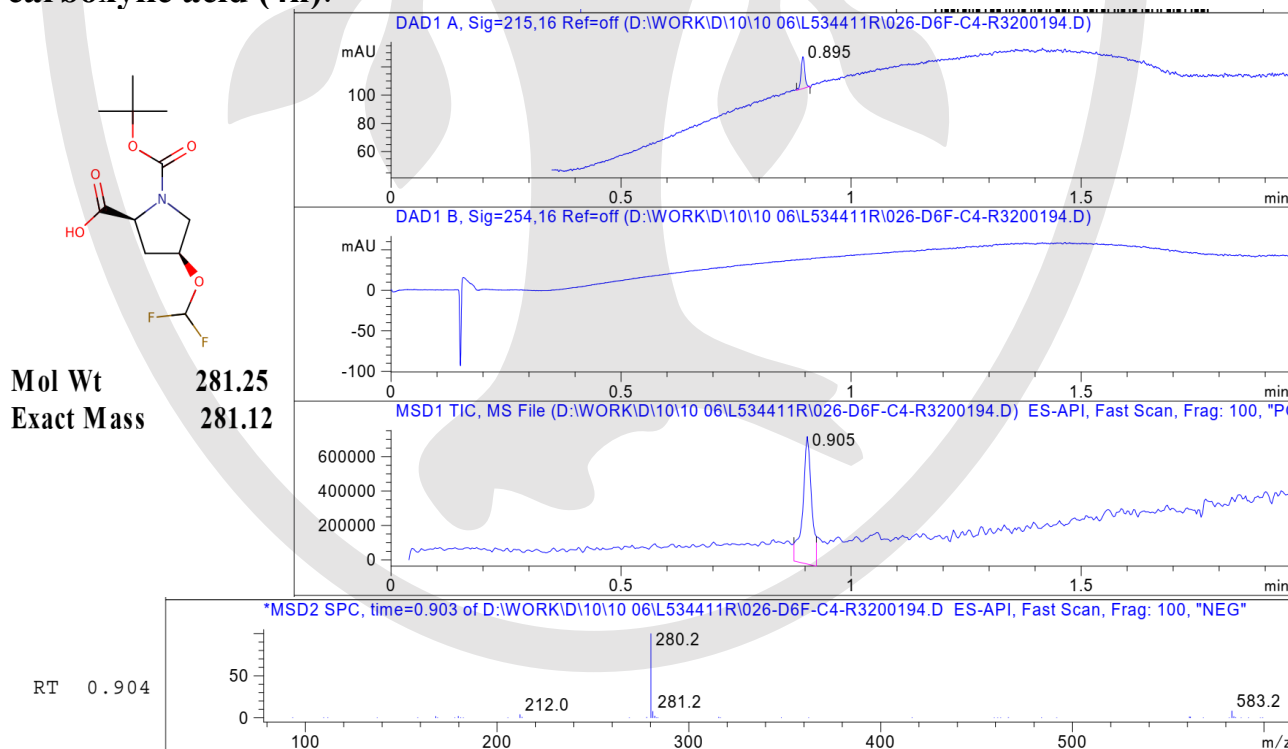 carboxylic acid (4h).
DAD1 A, Sig=215,16 Ref=off (D:\WORK\D\10\10 06\L534411R\026-D6F-C4-R3200194.D)
mAU
0.895
100
80
60
0 0.5 1 1.5 min
DAD1 B, Sig=254,16 Ref=off (D:\WORK\D\10\10 06\L534411R\026-D6F-C4-R3200194.D)
mAU
0
-50
-100
0 0.5 1 1.5 min
MSD1 TIC, MS File (D:\WORK\D\10\10 06\L534411R\026-D6F-C4-R3200194.D) ES-API, Fast Scan, Frag: 100,
0.905
600000
400000
200000
0
0 0.5 1 1.5 min
O O
O N
HO
O
F
F
Mol Wt 281.25
Exact Mass 281.12
*MSD2 SPC, time=0.903 of D:\WORK\D\10\10 06\L534411R\026-D6F-C4-R3200194.D ES-API, Fast Scan, Frag: 100, "NEG"
280.2
50
RT 0.904
212.0 281.2 583.2
0
100 200 300 400 500 m/z